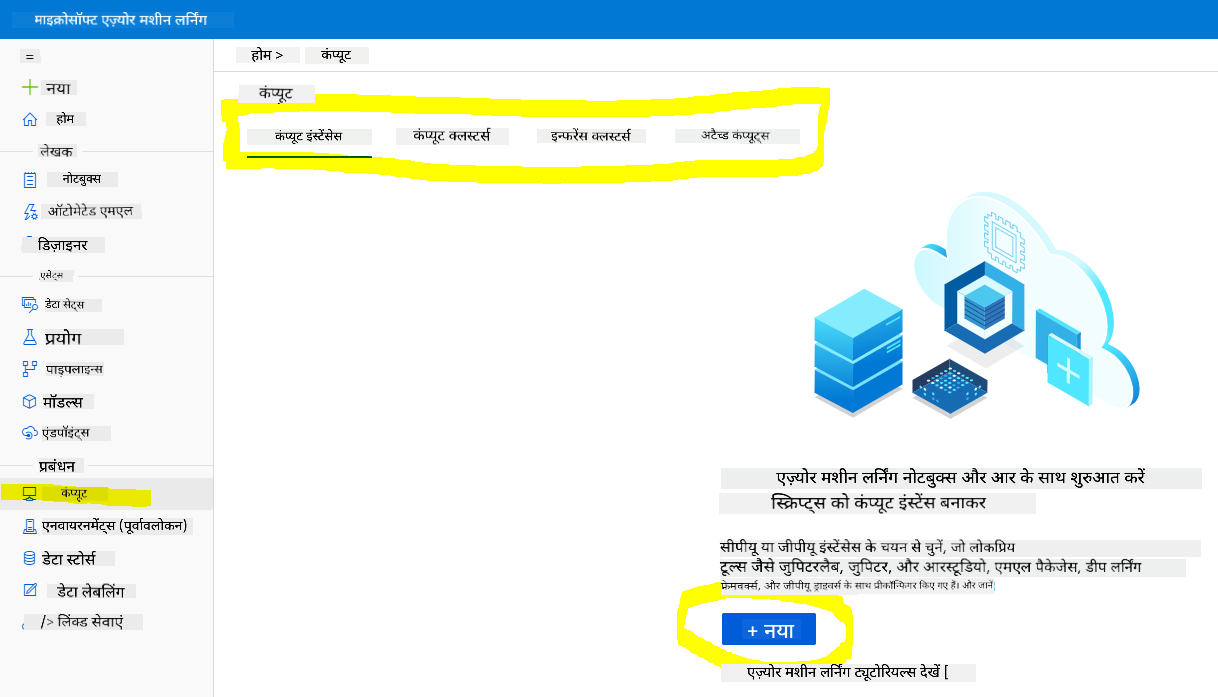 माइक्रोसॉफ्ट एज़्योर मशीन लर्निंग
होम > कंप्यूट
नया
होम
लेखक
नोटबुक्स
ऑटोमेटेड एमएल
डिज़ाइनर
एसेट्स
डेटा सेट्स
प्रयोग
पाइपलाइन्स
मॉडल्स
एंडपॉइंट्स
प्रबंधन
कंप्यूट
एनवायरनमेंट्स (पूर्वावलोकन)
डेटा स्टोर्स
डेटा लेबलिंग
/> लिंक्ड सेवाएं
कंप्यूट
कंप्यूट इंस्टेंसेस कंप्यूट क्लस्टर्स इन्फरेंस क्लस्टर्स अटैच्ड कंप्यूट्स
एज़्योर मशीन लर्निंग नोटबुक्स और आर के साथ शुरुआत करें
स्क्रिप्ट्स को कंप्यूट इंस्टेंस बनाकर
सीपीयू या जीपीयू इंस्टेंसेस के चयन से चुनें, जो लोकप्रिय
टूल्स जैसे जुपिटरलैब, जुपिटर, और आरस्टूडियो, एमएल पैकेजेस, डीप लर्निंग
फ्रेमवर्क्स, और जीपीयू ड्राइवर्स के साथ प्रीकॉन्फिगर किए गए हैं। और जानें
+ नया
एज़्योर मशीन लर्निंग ट्यूटोरियल्स देखें [